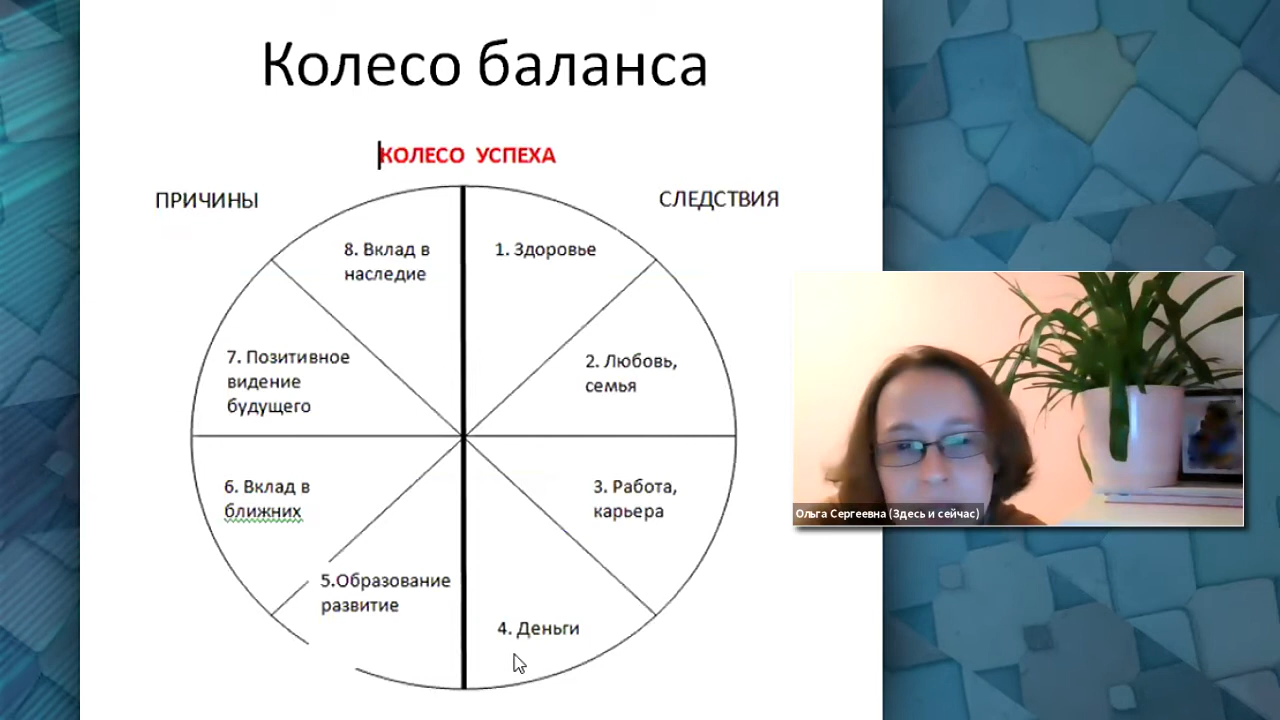 Колесо баланса
КОЛЕСО УСПЕХА
ПРИЧИНЫ
СЛЕДСТВИЯ
8. Вклад в
наследие
1. Здоровье
7. Позитивное
видение
будущего
2. Любовь,
семья
6. Вклад в
ближних
3. Работа,
карьера
5.Образование
развитие
4. Деньги
Ольга Сергеевна (Здесь и сейчас)